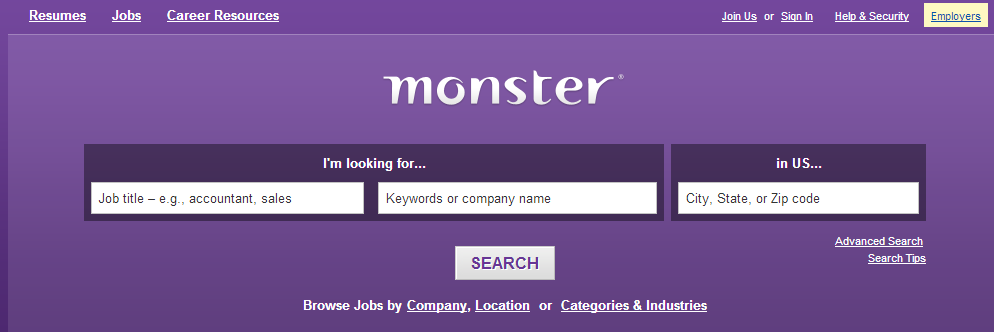 Resumes Jobs Career Resources Join Us or Sign In Help & Security Employers
monster®
I'm looking for... in US...
Job title – e.g., accountant, sales Keywords or company name City, State, or Zip code
Advanced Search
SEARCH Search Tips
Browse Jobs by Company, Location or Categories & Industries